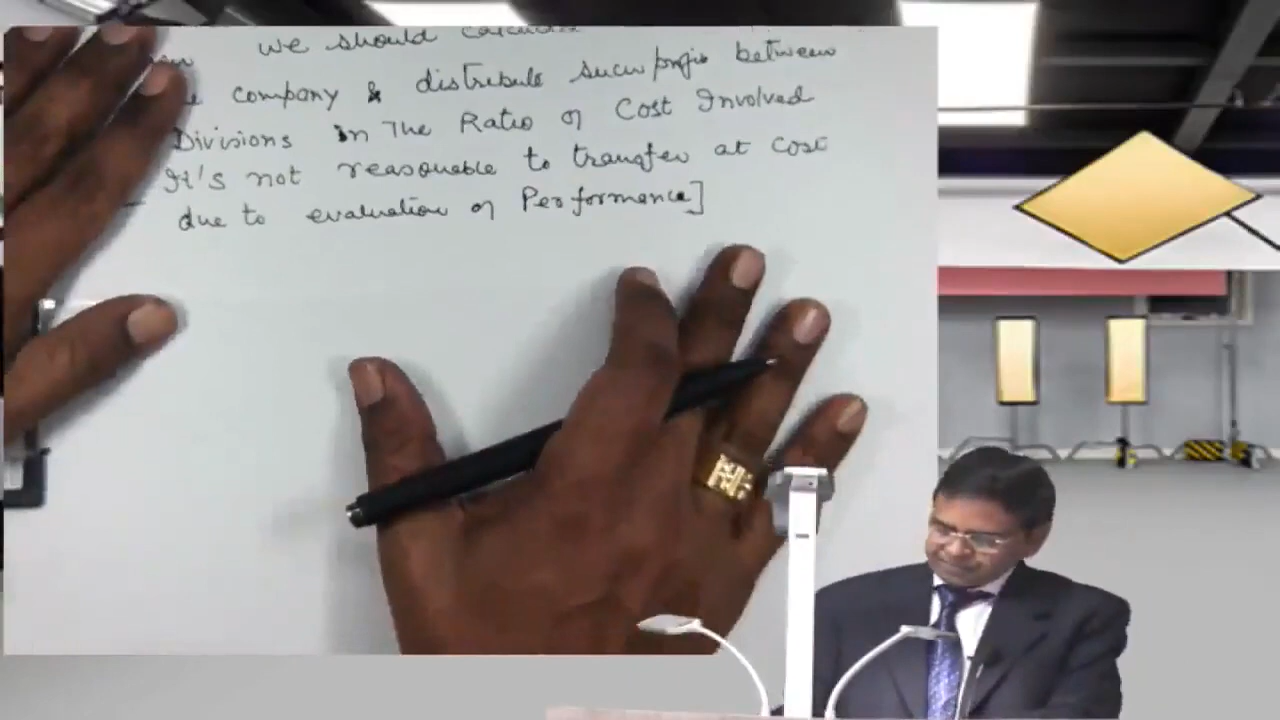 we should
company & distribute such profit between
Divisions in The Ratio of Cost Involved
It's not reasonable to transfer at cost
due to evaluation of Performance]